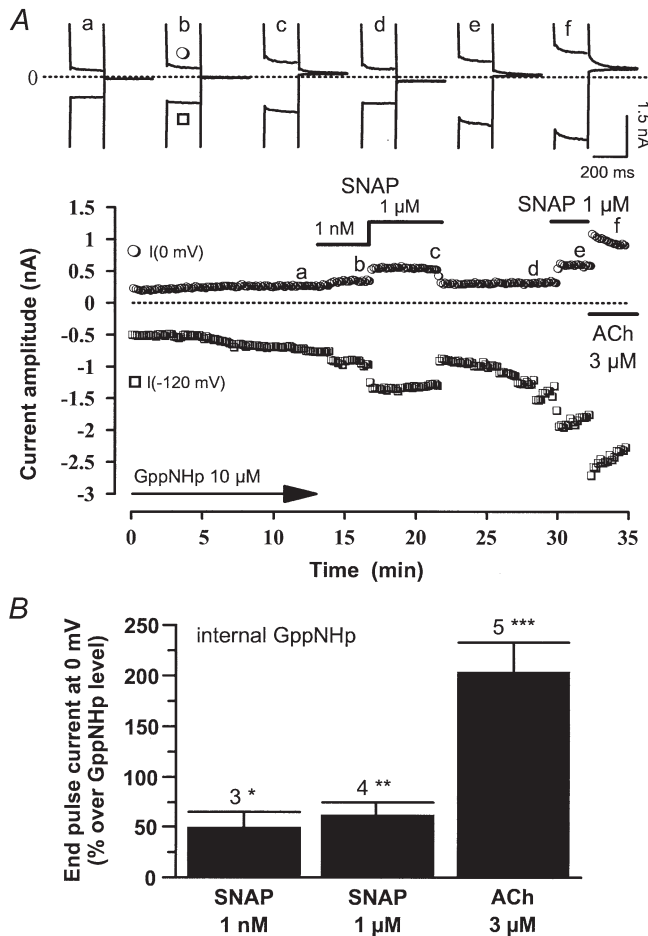 A
a b c d e f
0
1.5 nA
200 ms
SNAP
1 nM
1 µM
SNAP 1 µM
1.5
1
0.5
0
-0.5
-1
-1.5
-2
-2.5
-3
Current amplitude (nA)
I(0 mV)
I(-120 mV)
a b c d e f
ACh
3 µM
GppNHp 10 µM
0 5 10 15 20 25 30 35
Time (min)
B
End pulse current at 0 mV
(% over GppNHp level)
250
200
150
100
50
0
internal GppNHp
3 *
4 **
5 ***
SNAP SNAP ACh
1 nM 1 µM 3 µM